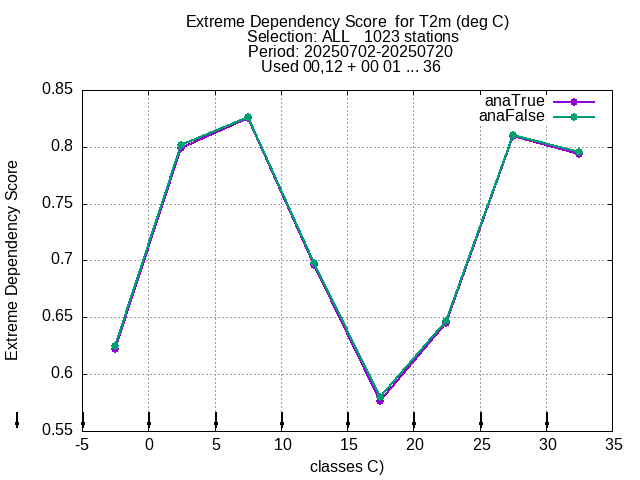 Extreme Dependency Score  for T2m (deg C)
Selection: ALL   1023 stations
Period: 20250702-20250720
Used 00,12 + 00 01 ... 36
anaTrue
anaFalse
Extreme Dependency Score
0.85
0.8
0.75
0.7
0.65
0.6
0.55
-5 0 5 10 15 20 25 30 35
classes C)